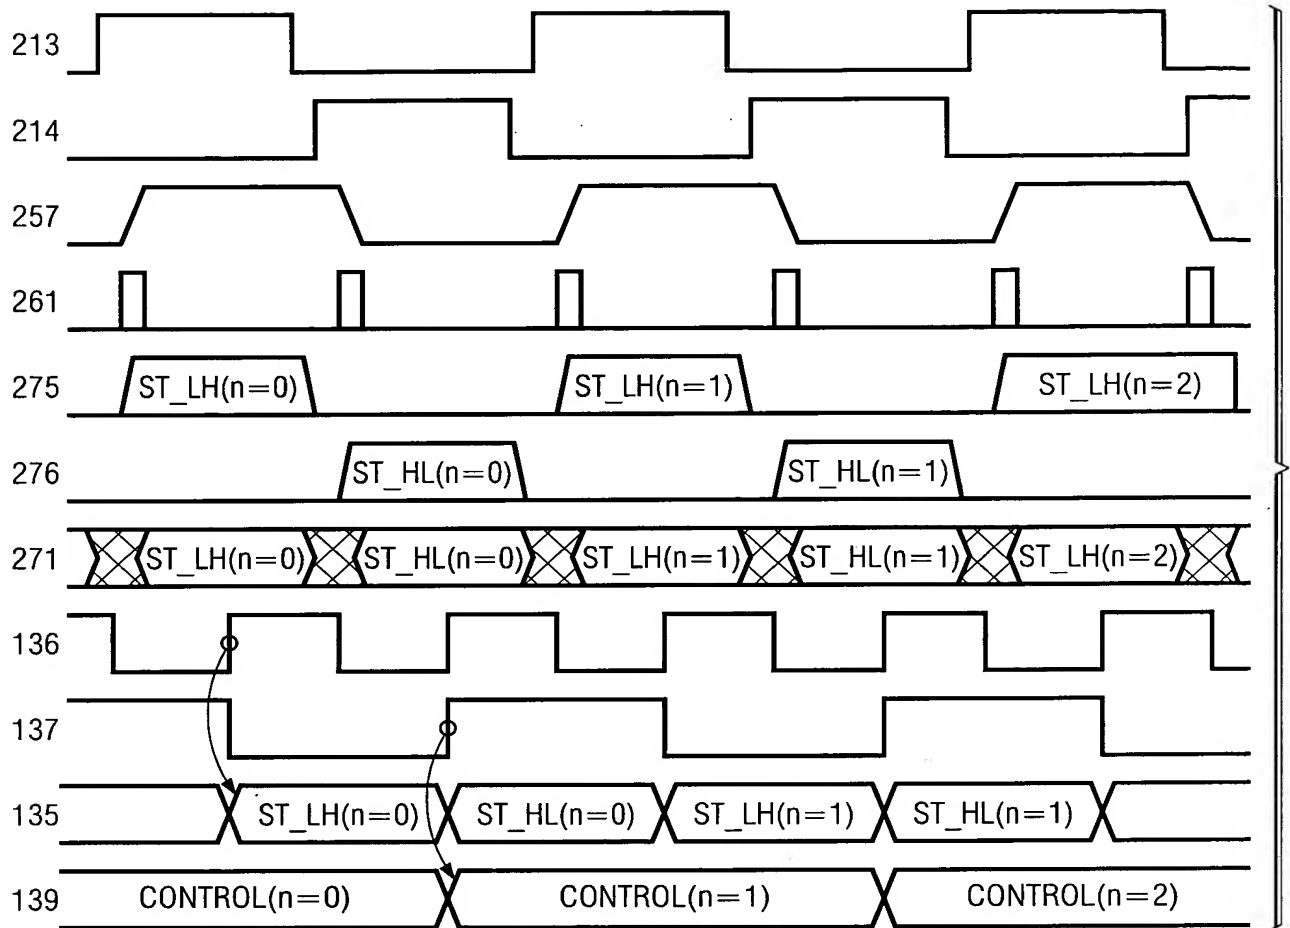 213
214
257
261
275 ST_LH(n=0) ST_LH(n=1) ST_LH(n=2)
276 ST_HL(n=0) ST_HL(n=1)
271 ST_LH(n=0) ST_HL(n=0) ST_LH(n=1) ST_HL(n=1) ST_LH(n=2)
136
137
135 ST_LH(n=0) ST_HL(n=0) ST_LH(n=1) ST_HL(n=1)
139 CONTROL(n=0) CONTROL(n=1) CONTROL(n=2)